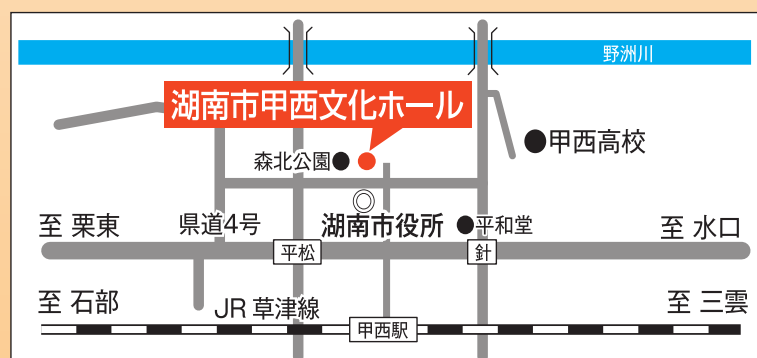 野洲川
湖南市甲西文化ホール
甲西高校
森北公園
至 栗東
県道4号
湖南市役所
平和堂
至 水口
平松
針
至 石部
JR 草津線
甲西駅
至 三雲